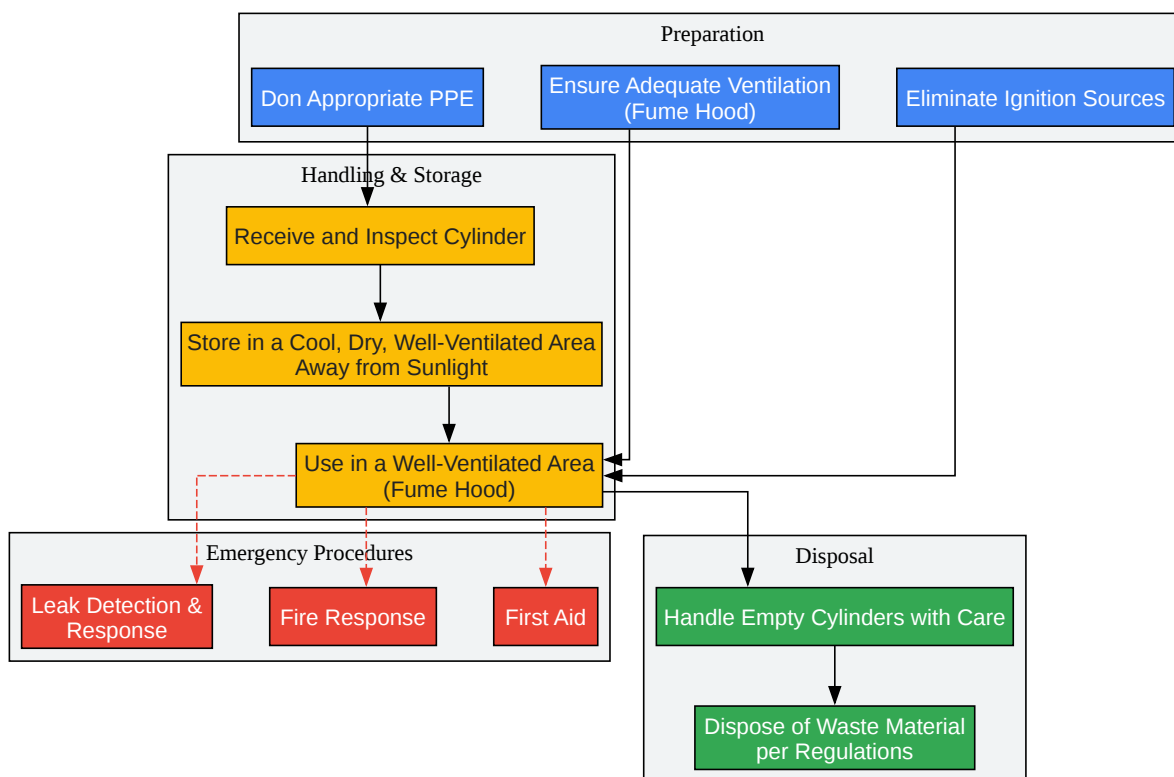 Preparation
Don Appropriate PPE
Ensure Adequate Ventilation
(Fume Hood)
Eliminate Ignition Sources
Handling & Storage
Receive and Inspect Cylinder
Store in a Cool, Dry, Well-Ventilated Area
Away from Sunlight
Use in a Well-Ventilated Area
(Fume Hood)
Emergency Procedures
Leak Detection &
Response
Fire Response
First Aid
Disposal
Handle Empty Cylinders with Care
Dispose of Waste Material
per Regulations